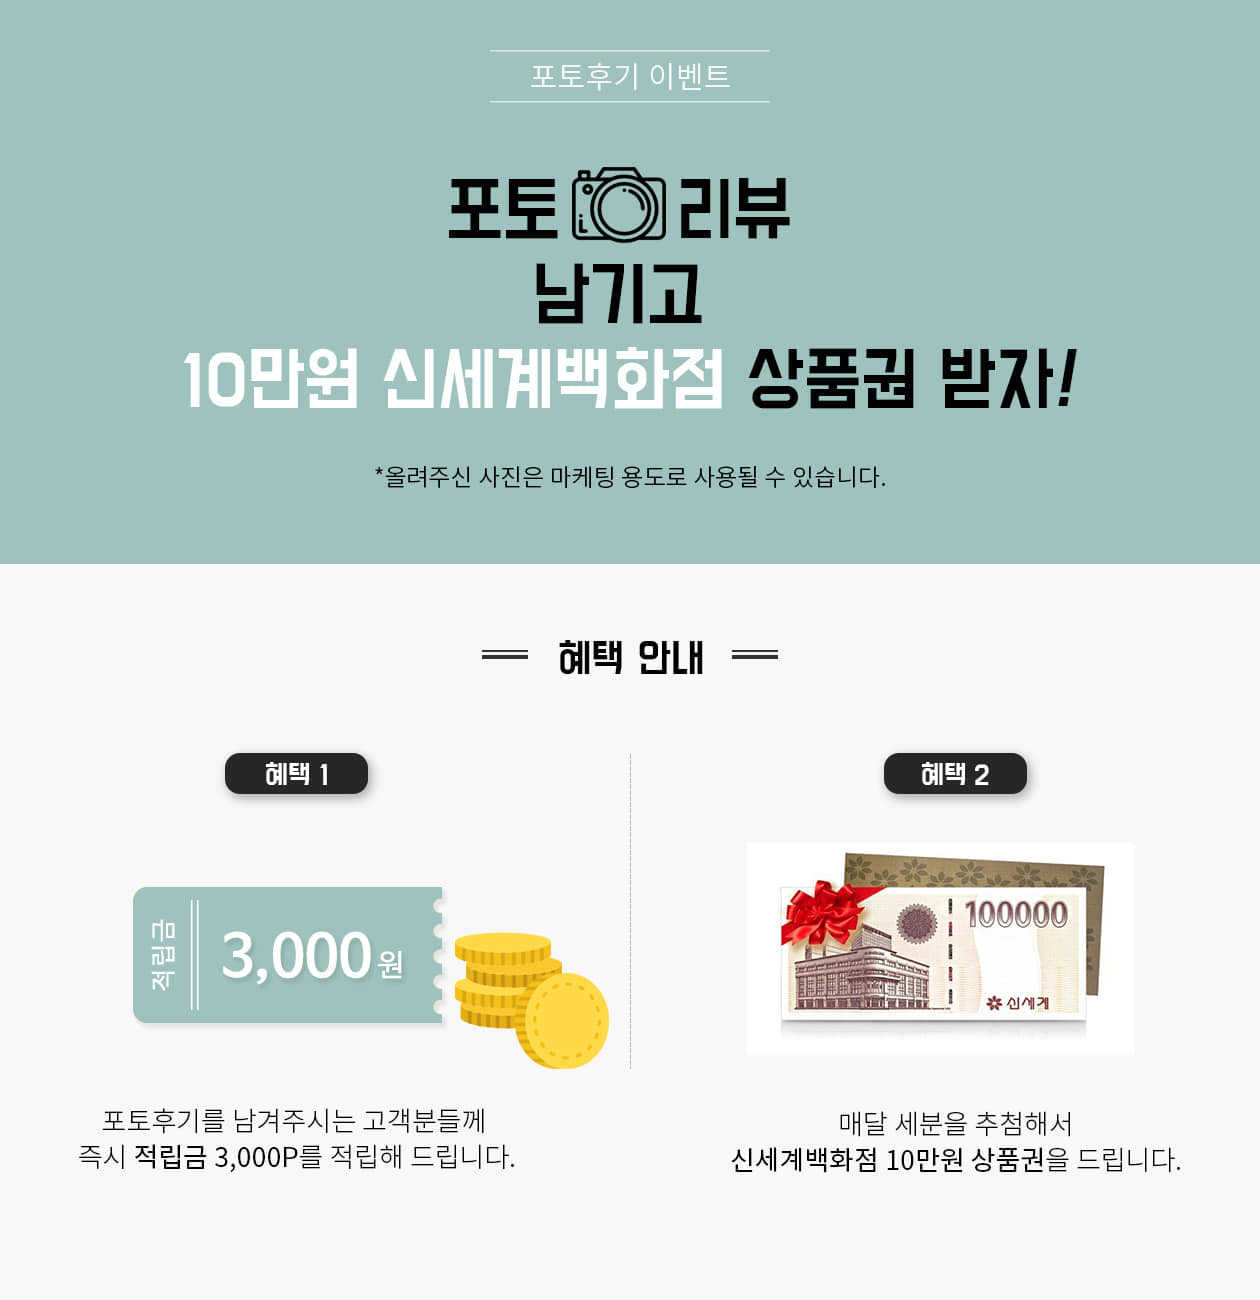 포토후기 이벤트
포토 리뷰
남기고
10만원 신세계백화점 상품권 받자!
*올려주신 사진은 마케팅 용도로 사용될 수 있습니다.
혜택 안내
혜택 1
적립금
3,000원
포토후기를 남겨주시는 고객분들께
즉시 적립금 3,000P를 적립해 드립니다.
혜택 2
100000
신세계
매달 세분을 추첨해서
신세계백화점 10만원 상품권을 드립니다.